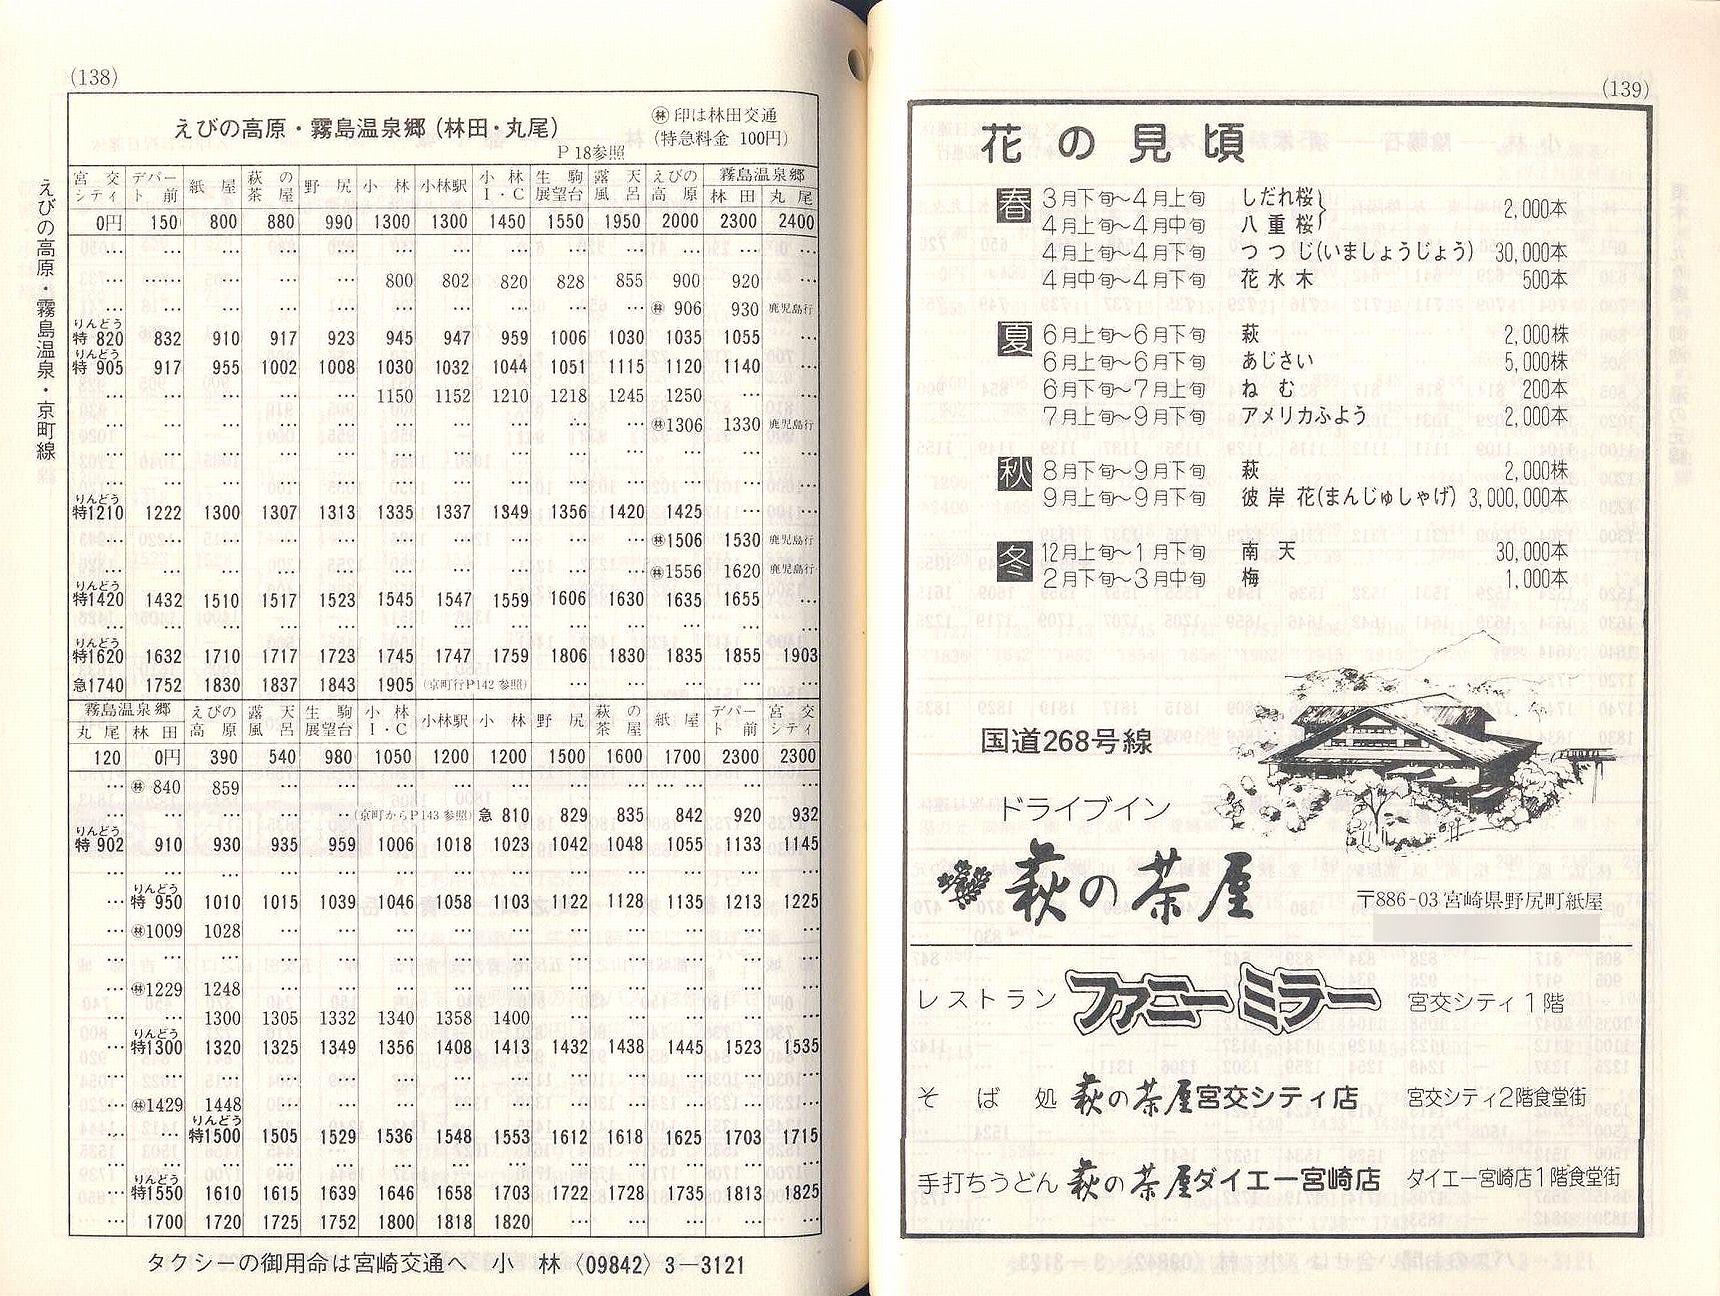 (138)
えびの高原・霧島温泉郷(林田・丸尾)
㊑印は林田交通
(特急料金 100円)
P 18参照
えびの高原・霧島温泉・京町線
宮交シティ デパート前 紙屋 萩の茶屋 野尻 小林 小林駅 小林I・C 生駒展望台 露天風呂 えびの高原 霧島温泉郷 林田 丸尾
0円 150 800 880 990 1300 1300 1450 1550 1950 2000 2300 2400
… … … … … … … … … … … … …
… …… … … … 800 802 820 828 855 900 920 …
… … … … … … … … … … ㊑ 906 930 鹿児島行
りんどう
特 820 832 910 917 923 945 947 959 1006 1030 1035 1055 …
りんどう
特 905 917 955 1002 1008 1030 1032 1044 1051 1115 1120 1140 …
… … … … … 1150 1152 1210 1218 1245 1250 … …
… … … … … … … … … … ㊑1306 1330 鹿児島行
… … … … … … … … … … … … …
… … … … … … … … … … … … …
りんどう
特1210 1222 1300 1307 1313 1335 1337 1349 1356 1420 1425 … …
… … … … … … … … … … ㊑1506 1530 鹿児島行
… … … … … … … … … … ㊑1556 1620 鹿児島行
りんどう
特1420 1432 1510 1517 1523 1545 1547 1559 1606 1630 1635 1655 …
… … … … … … … … … … … … …
りんどう
特1620 1632 1710 1717 1723 1745 1747 1759 1806 1830 1835 1855 1903
急1740 1752 1830 1837 1843 1905 (京町行P142参照) … … … …
霧島温泉郷 丸尾 林田 えびの高原 露天風呂 生駒展望台 小林I・C 小林駅 小林 野尻 萩の茶屋 紙屋 デパート前 宮交シティ
120 0円 390 540 980 1050 1200 1200 1500 1600 1700 2300 2300
… ㊑ 840 859 … … … … … … … … … …
… … … … …(京町からP143参照) 急 810 829 835 842 920 932
りんどう
特 902 910 930 935 959 1006 1018 1023 1042 1048 1055 1133 1145
… … … … … … … … … … … … …
りんどう
… 特 950 1010 1015 1039 1046 1058 1103 1122 1128 1135 1213 1225
… ㊑1009 1028 … … … … … … … … … …
… … … … … … … … … … … … …
… ㊑1229 1248 … … … … … … … … … …
… … 1300 1305 1332 1340 1358 1400 … … … … …
りんどう
… 特1300 1320 1325 1349 1356 1408 1413 1432 1438 1445 1523 1535
… … … … … … … … … … … … …
… ㊑1429 1448 … … … … … … … … … …
りんどう
… … 特1500 1505 1529 1536 1548 1553 1612 1618 1625 1703 1715
… … … … … … … … … … … … …
りんどう
… 特1550 1610 1615 1639 1646 1658 1703 1722 1728 1735 1813 1825
… 1700 1720 1725 1752 1800 1818 1820 … … … … …
タクシーの御用命は宮崎交通へ 小 林〈09842〉3－3121
(139)
花の見頃
春 3月下旬～4月上旬 しだれ桜
4月上旬～4月中旬 八重桜} 2,000本
4月上旬～4月下旬 つつじ(いましょうじょう) 30,000本
4月中旬～4月下旬 花水木 500本
夏 6月上旬～6月下旬 萩 2,000株
6月上旬～6月下旬 あじさい 5,000株
6月下旬～7月上旬 ねむ 200本
7月上旬～9月下旬 アメリカふよう 2,000本
秋 8月下旬～9月下旬 萩 2,000株
9月上旬～9月下旬 彼岸花(まんじゅしゃげ) 3,000,000本
冬 12月上旬～1月下旬 南天 30,000本
2月下旬～3月中旬 梅 1,000本
国道268号線
ドライブイン
萩の茶屋
〒886-03 宮崎県野尻町紙屋
レストラン ファニーミラー 宮交シティ1階
そば処 萩の茶屋宮交シティ店 宮交シティ2階食堂街
手打ちうどん 萩の茶屋ダイエー宮崎店 ダイエー宮崎店1階食堂街